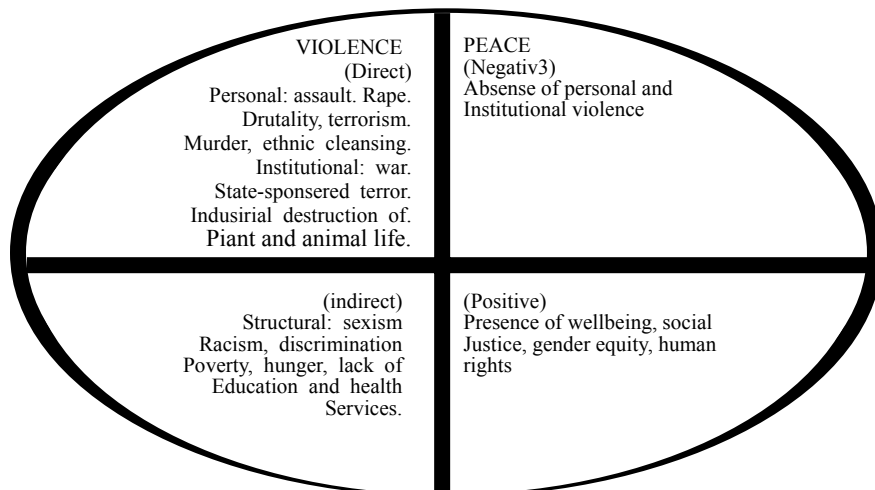 VIOLENCE
(Direct)
Personal: assault. Rape.
Drutality, terrorism.
Murder, ethnic cleansing.
Institutional: war.
State-sponsered terror.
Indusirial destruction of.
Piant and animal life.
PEACE
(Negativ3)
Absense of personal and
Institutional violence
(indirect)
Structural: sexism
Racism, discrimination
Poverty, hunger, lack of
Education and health
Services.
(Positive)
Presence of wellbeing, social
Justice, gender equity, human
rights